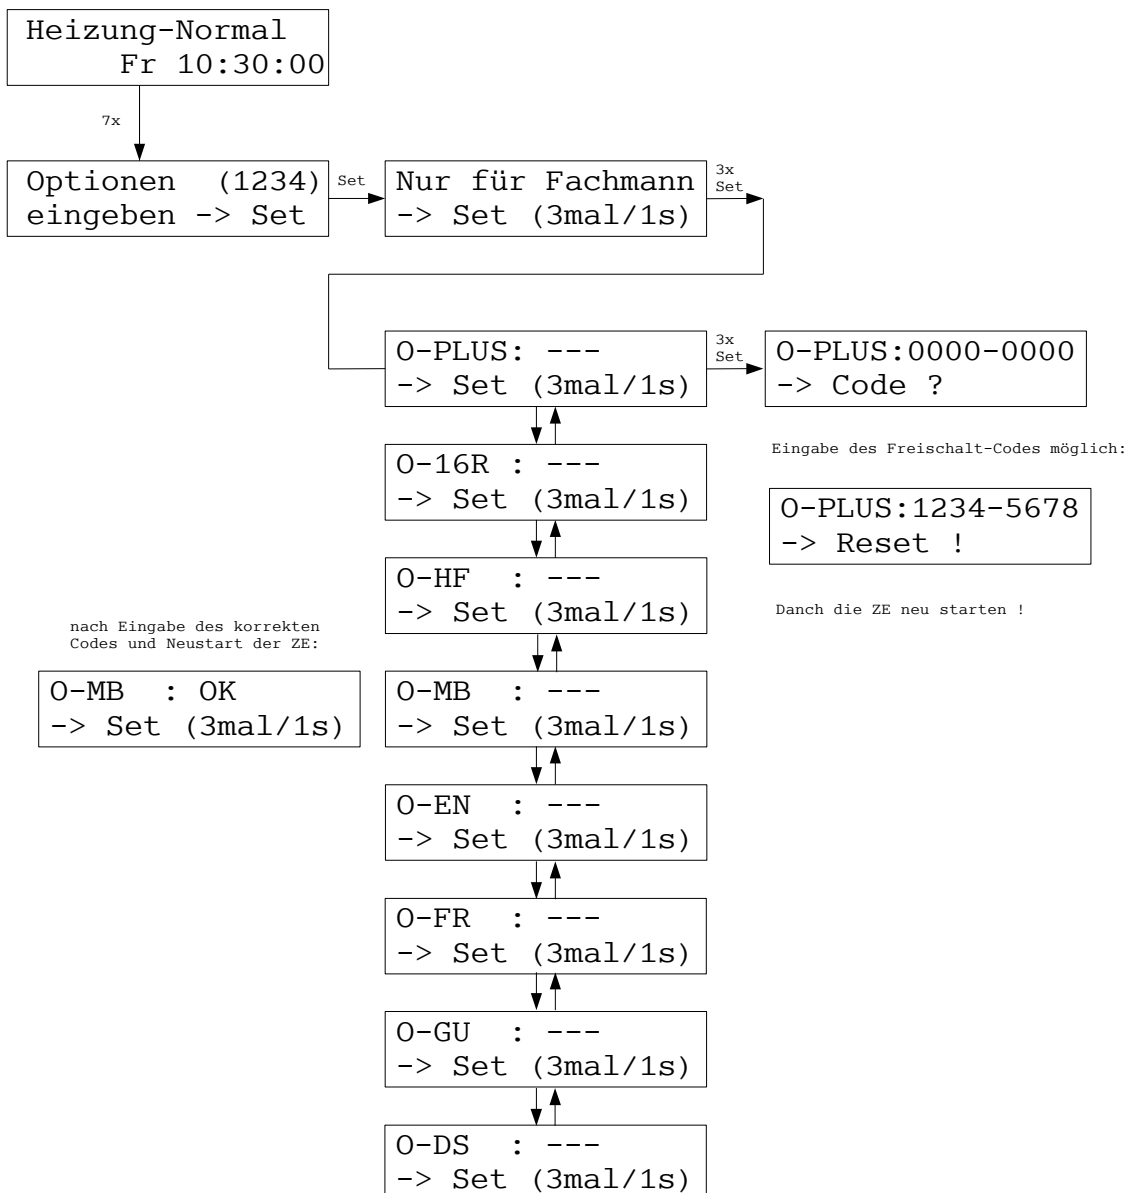 Heizung-Normal
Fr 10:30:00
7x
Optionen (1234)
eingeben -> Set
Set
Nur für Fachmann
-> Set (3mal/1s)
3x
Set
O-PLUS: ---
-> Set (3mal/1s)
3x
Set
O-PLUS:0000-0000
-> Code ?
Eingabe des Freischalt-Codes möglich:
O-PLUS:1234-5678
-> Reset !
Danch die ZE neu starten !
O-16R : ---
-> Set (3mal/1s)
O-HF : ---
-> Set (3mal/1s)
nach Eingabe des korrekten
Codes und Neustart der ZE:
O-MB : OK
-> Set (3mal/1s)
O-MB : ---
-> Set (3mal/1s)
O-EN : ---
-> Set (3mal/1s)
O-FR : ---
-> Set (3mal/1s)
O-GU : ---
-> Set (3mal/1s)
O-DS : ---
-> Set (3mal/1s)